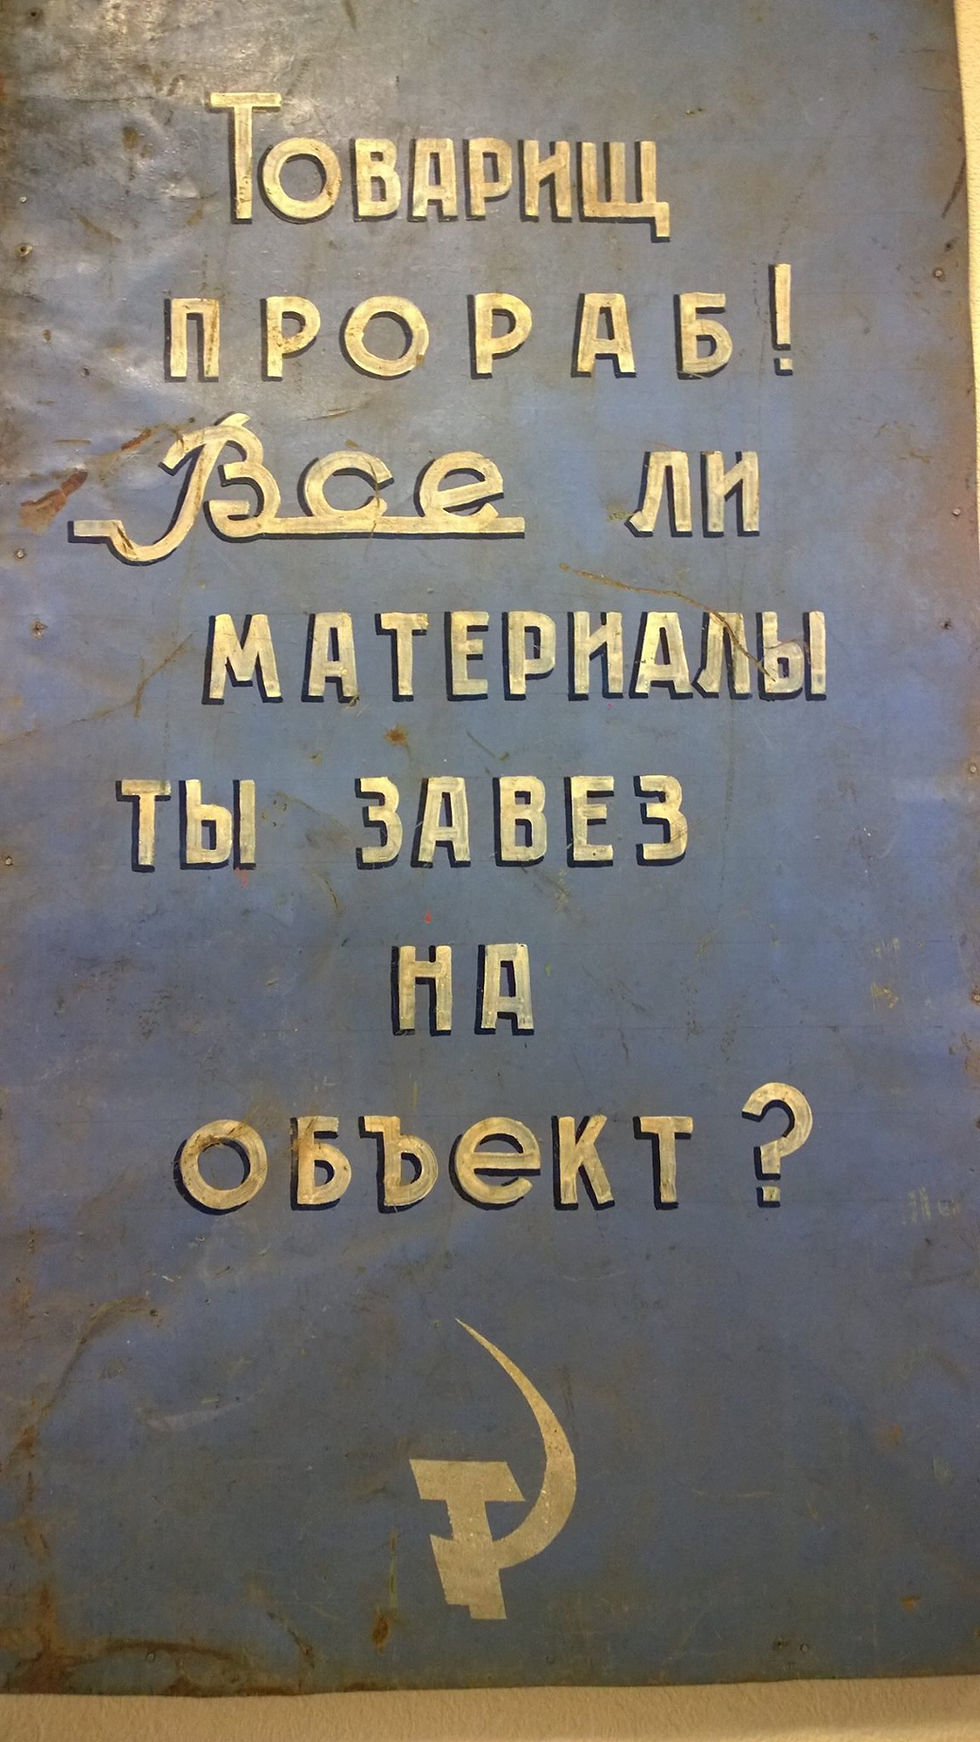 Товарищ
ПРОРАБ!
Все ЛИ
МАТЕРИАЛЫ
ТЫ ЗАВЕЗ
НА
ОБЪЕКТ?